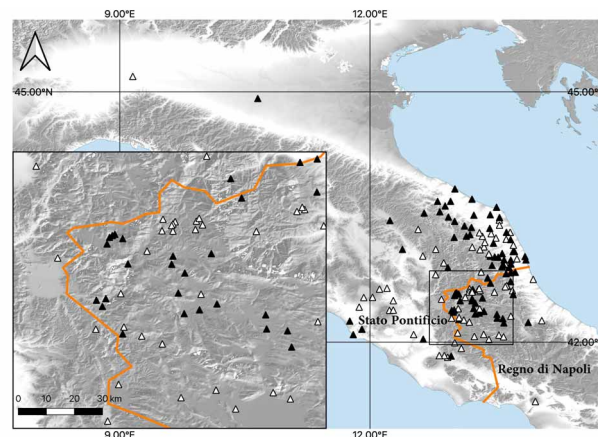 9.00°E
12.00°E
45.00°N
45.00°N
Stato Pontificio
42.00°N
Regno di Napoli
0 10 20 30 km
9.00°E
12.00°E